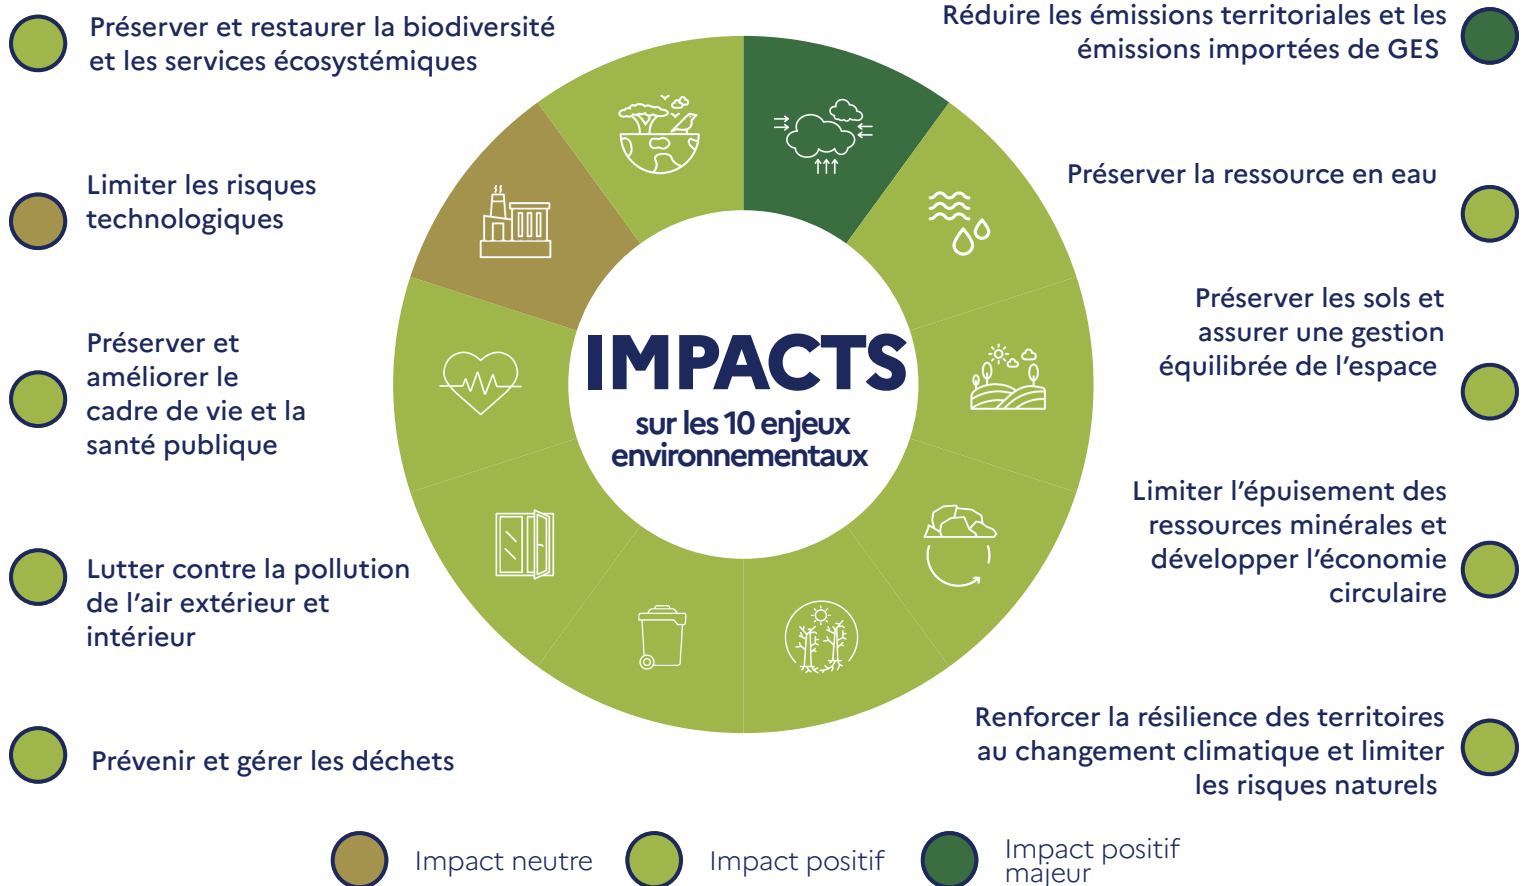 Préserver et restaurer la biodiversité
et les services écosystémiques
Limiter les risques
technologiques
Préserver et
améliorer le
cadre de vie et la
santé publique
Lutter contre la pollution
de l’air extérieur et
intérieur
Prévenir et gérer les déchets
IMPACTS
sur les 10 enjeux
environnementaux
Réduire les émissions territoriales et les
émissions importées de GES
Préserver la ressource en eau
Préserver les sols et
assurer une gestion
équilibrée de l’espace
Limiter l’épuisement des
ressources minérales et
développer l’économie
circulaire
Renforcer la résilience des territoires
au changement climatique et limiter
les risques naturels
Impact neutre
Impact positif
Impact positif
majeur